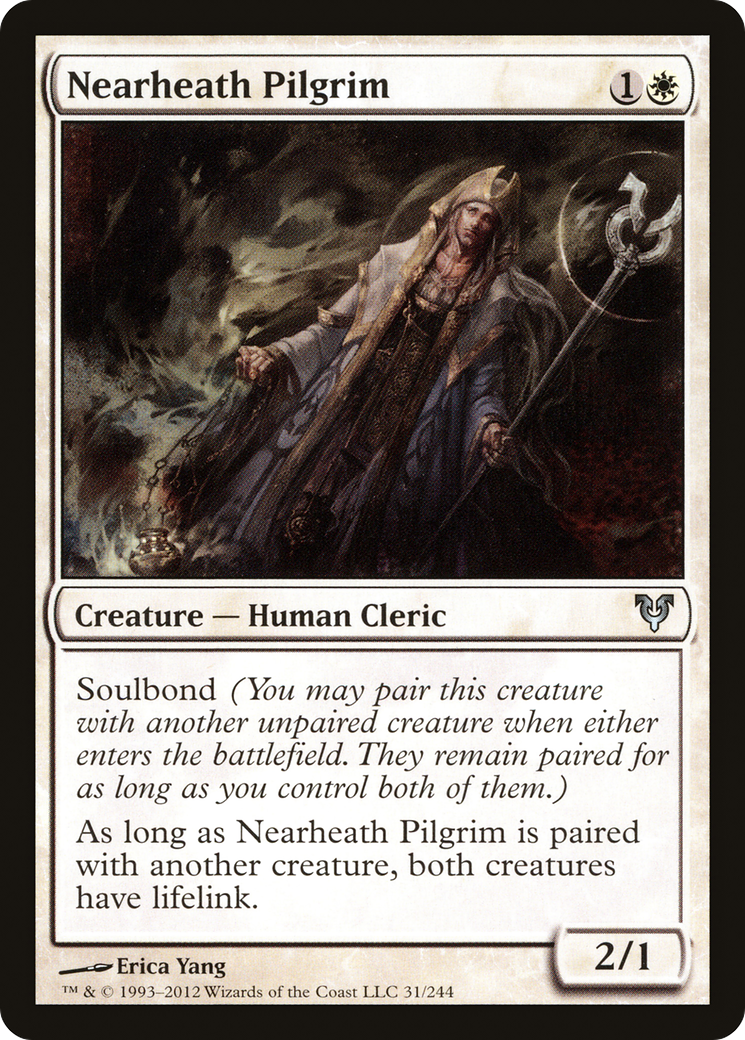 Nearheath Pilgrim 1
Creature — Human Cleric
Soulbond (You may pair this creature
with another unpaired creature when either
enters the battlefield. They remain paired for
as long as you control both of them.)
As long as Nearheath Pilgrim is paired
with another creature, both creatures
have lifelink.
2/1
Erica Yang
™ & © 1993–2012 Wizards of the Coast LLC 31/244